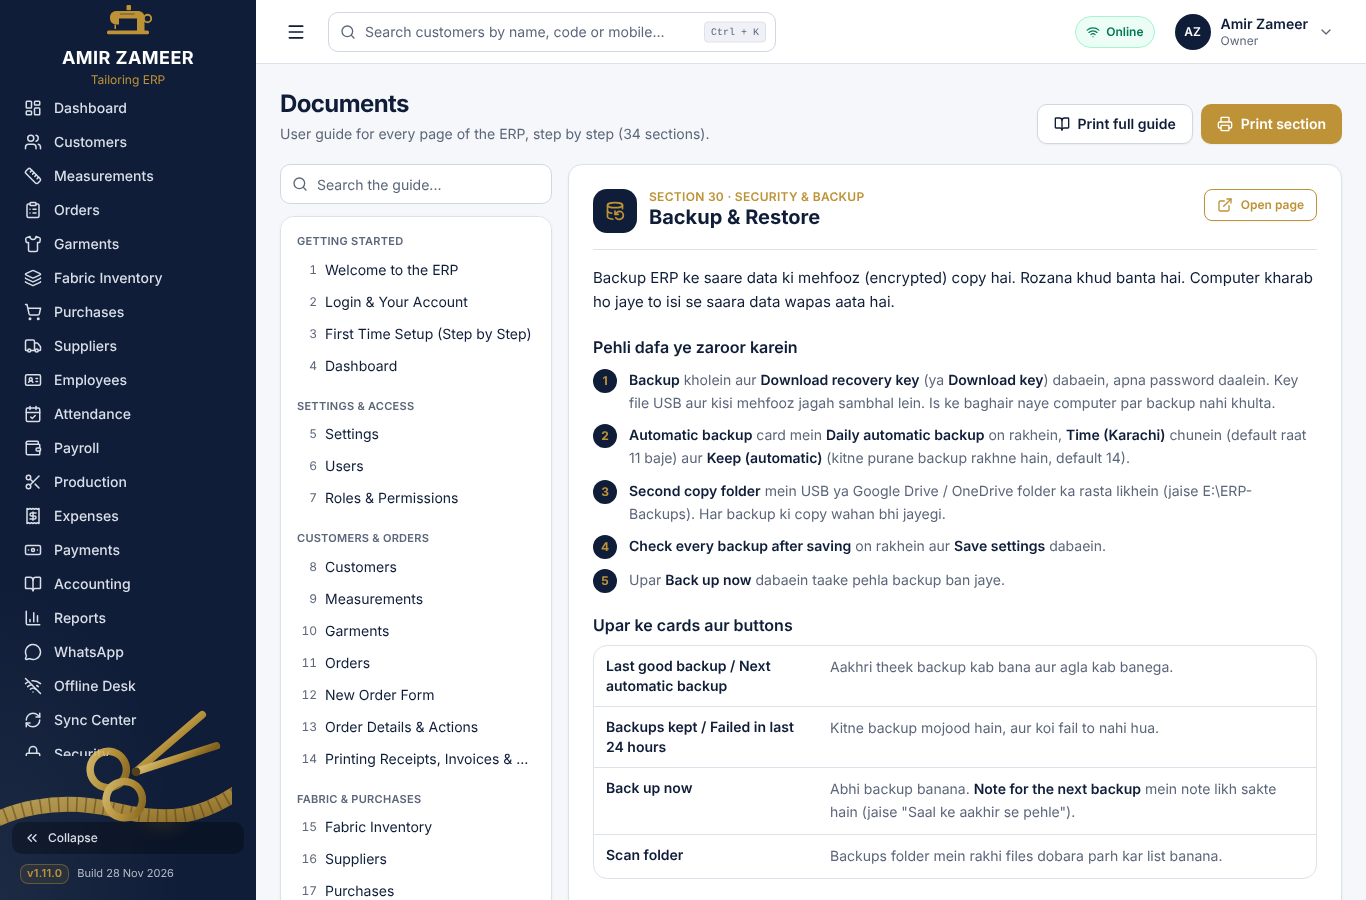 AMIR ZAMEER
Tailoring ERP
Dashboard
Customers
Measurements
Orders
Garments
Fabric Inventory
Purchases
Suppliers
Employees
Attendance
Payroll
Production
Expenses
Payments
Accounting
Reports
WhatsApp
Offline Desk
Sync Center
Security
Collapse
v1.11.0 Build 28 Nov 2026
Search customers by name, code or mobile... Ctrl + K
Online
AZ
Amir Zameer
Owner
Documents
User guide for every page of the ERP, step by step (34 sections).
Print full guide
Print section
Search the guide...
GETTING STARTED
1 Welcome to the ERP
2 Login & Your Account
3 First Time Setup (Step by Step)
4 Dashboard
SETTINGS & ACCESS
5 Settings
6 Users
7 Roles & Permissions
CUSTOMERS & ORDERS
8 Customers
9 Measurements
10 Garments
11 Orders
12 New Order Form
13 Order Details & Actions
14 Printing Receipts, Invoices & ...
FABRIC & PURCHASES
15 Fabric Inventory
16 Suppliers
17 Purchases
SECTION 30 · SECURITY & BACKUP
Backup & Restore
Open page
Backup ERP ke saare data ki mehfooz (encrypted) copy hai. Rozana khud banta hai. Computer kharab
ho jaye to isi se saara data wapas aata hai.
Pehli dafa ye zaroor karein
1 Backup kholein aur Download recovery key (ya Download key) dabaein, apna password daalein. Key
file USB aur kisi mehfooz jagah sambhal lein. Is ke baghair naye computer par backup nahi khulta.
2 Automatic backup card mein Daily automatic backup on rakhein, Time (Karachi) chunein (default raat
11 baje) aur Keep (automatic) (kitne purane backup rakhne hain, default 14).
3 Second copy folder mein USB ya Google Drive / OneDrive folder ka rasta likhein (jaise E:\ERP-
Backups). Har backup ki copy wahan bhi jayegi.
4 Check every backup after saving on rakhein aur Save settings dabaein.
5 Upar Back up now dabaein taake pehla backup ban jaye.
Upar ke cards aur buttons
Last good backup / Next
automatic backup
Aakhri theek backup kab bana aur agla kab banega.
Backups kept / Failed in last
24 hours
Kitne backup mojood hain, aur koi fail to nahi hua.
Back up now
Abhi backup banana. Note for the next backup mein note likh sakte
hain (jaise "Saal ke aakhir se pehle").
Scan folder
Backups folder mein rakhi files dobara parh kar list banana.